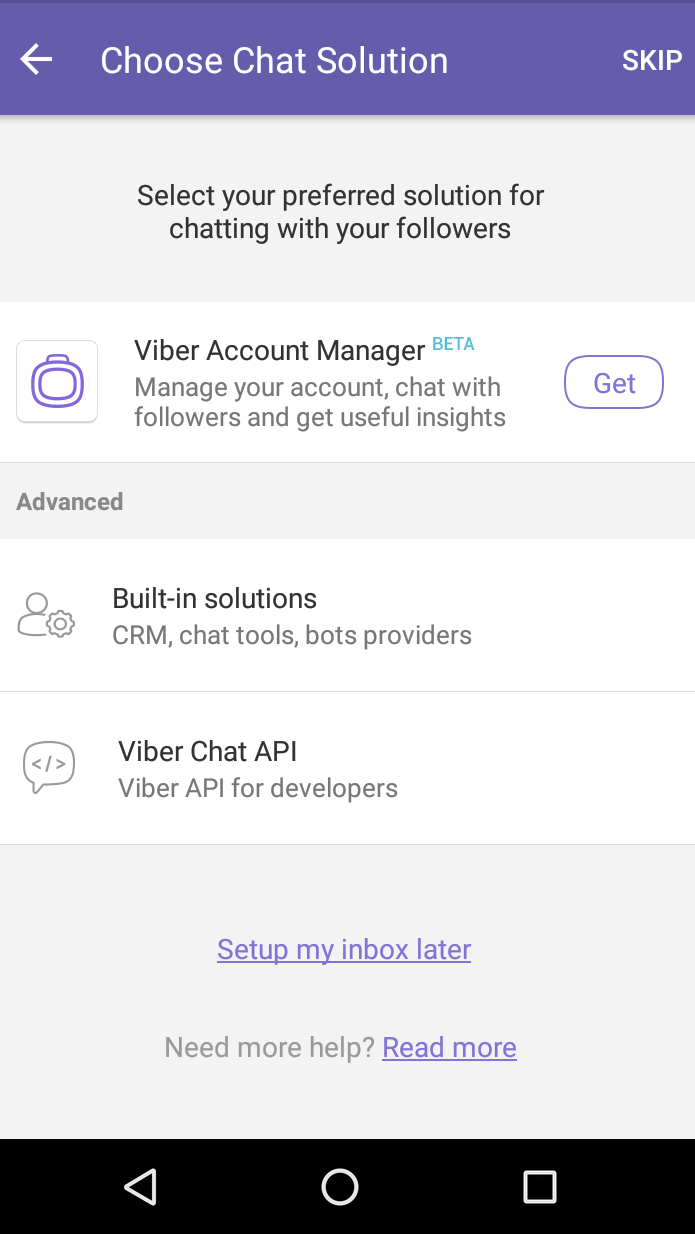 Choose Chat Solution
SKIP
Select your preferred solution for
chatting with your followers
Viber Account Manager BETA
Manage your account, chat with
followers and get useful insights
Get
Advanced
Built-in solutions
CRM, chat tools, bots providers
</>
Viber Chat API
Viber API for developers
Setup my inbox later
Need more help? Read more